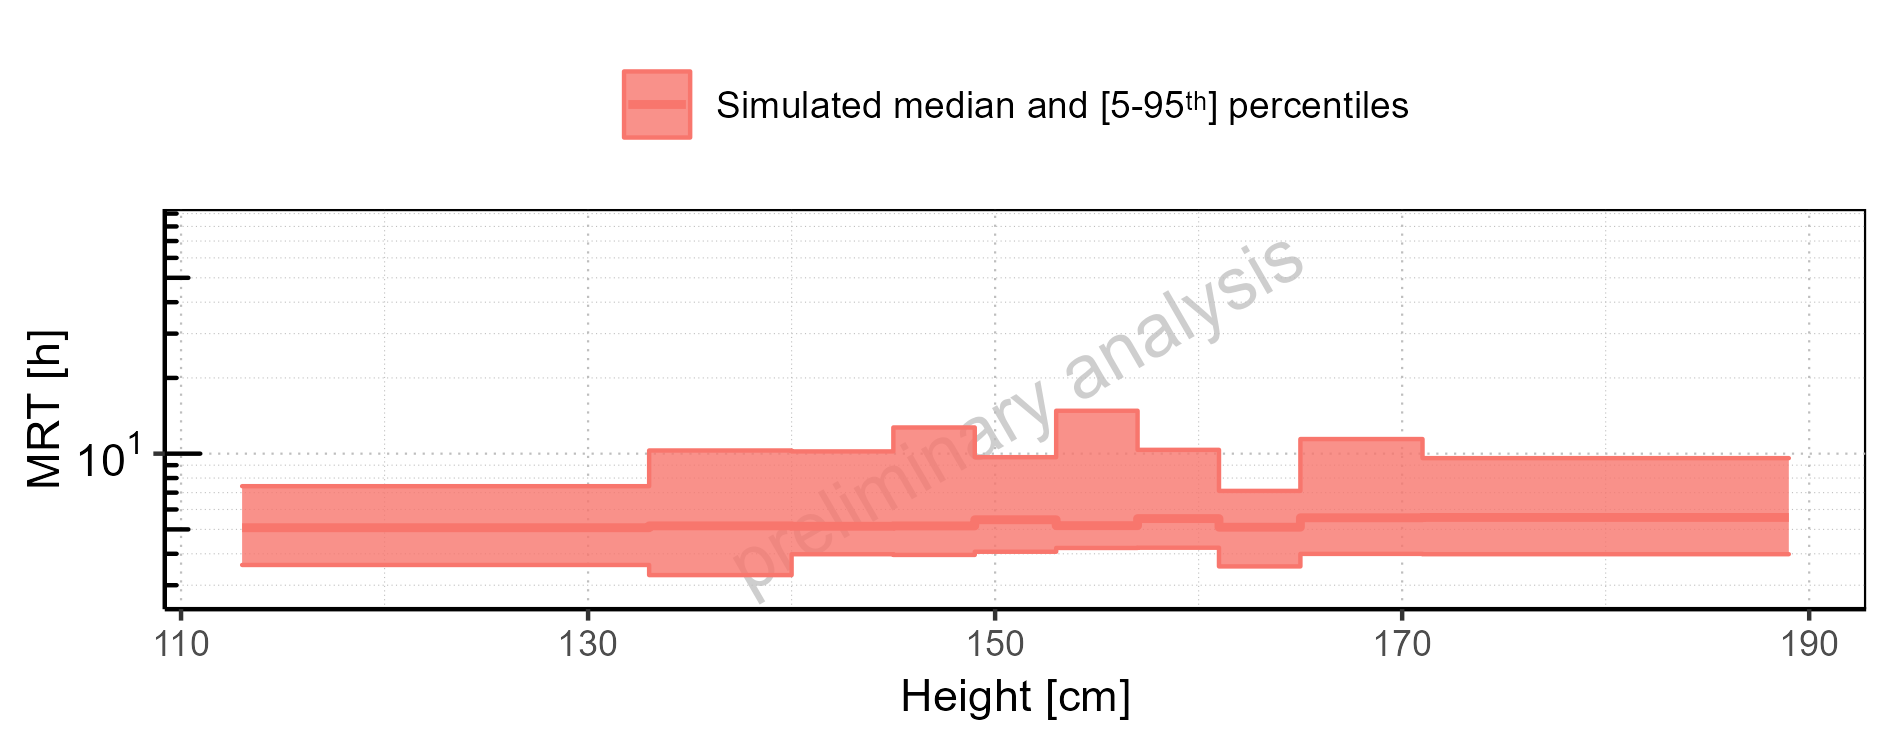 Simulated median and [5-95th] percentiles
MRT [h]
10^1
preliminary analysis
110 130 150 170 190
Height [cm]